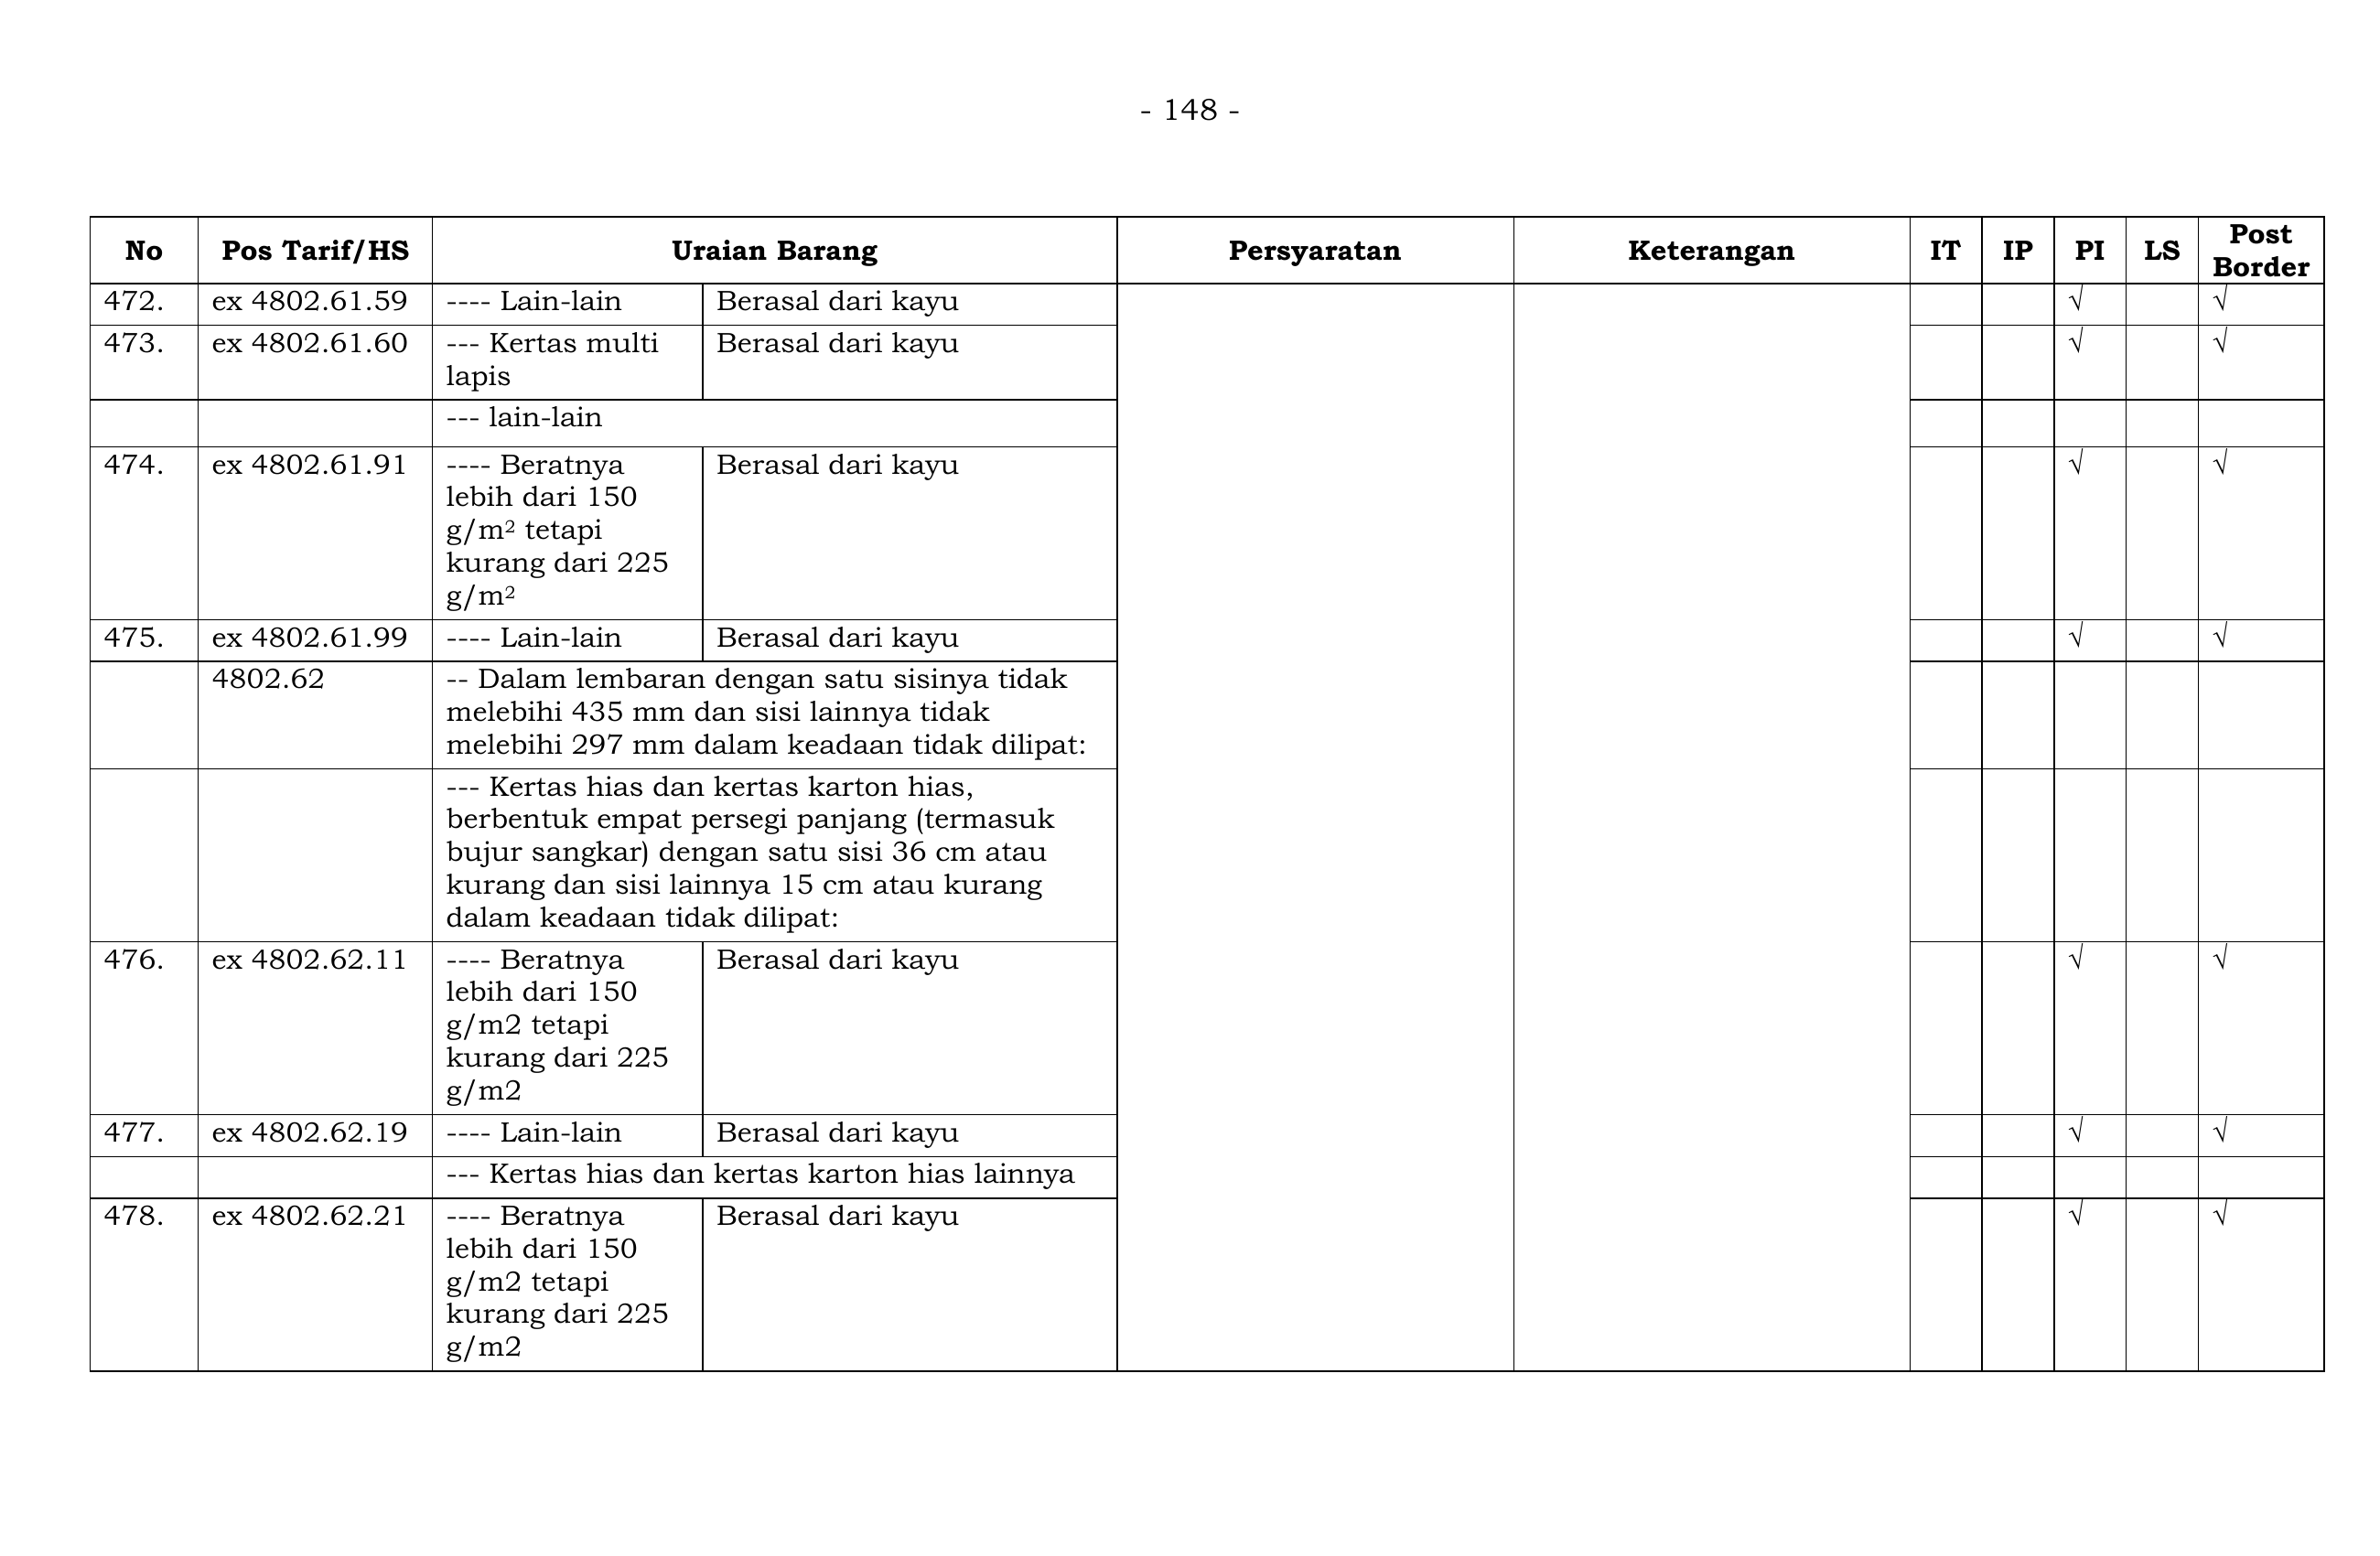 - 148 -
No Pos Tarif/HS Uraian Barang Persyaratan Keterangan IT IP PI LS Post Border
472. ex 4802.61.59 ---- Lain-lain Berasal dari kayu √ √
473. ex 4802.61.60 --- Kertas multi Berasal dari kayu √ √
lapis
--- lain-lain
474. ex 4802.61.91 ---- Beratnya Berasal dari kayu √ √
lebih dari 150
g/m² tetapi
kurang dari 225
g/m²
475. ex 4802.61.99 ---- Lain-lain Berasal dari kayu √ √
4802.62 -- Dalam lembaran dengan satu sisinya tidak
melebihi 435 mm dan sisi lainnya tidak
melebihi 297 mm dalam keadaan tidak dilipat:
--- Kertas hias dan kertas karton hias,
berbentuk empat persegi panjang (termasuk
bujur sangkar) dengan satu sisi 36 cm atau
kurang dan sisi lainnya 15 cm atau kurang
dalam keadaan tidak dilipat:
476. ex 4802.62.11 ---- Beratnya Berasal dari kayu √ √
lebih dari 150
g/m2 tetapi
kurang dari 225
g/m2
477. ex 4802.62.19 ---- Lain-lain Berasal dari kayu √ √
--- Kertas hias dan kertas karton hias lainnya
478. ex 4802.62.21 ---- Beratnya Berasal dari kayu √ √
lebih dari 150
g/m2 tetapi
kurang dari 225
g/m2